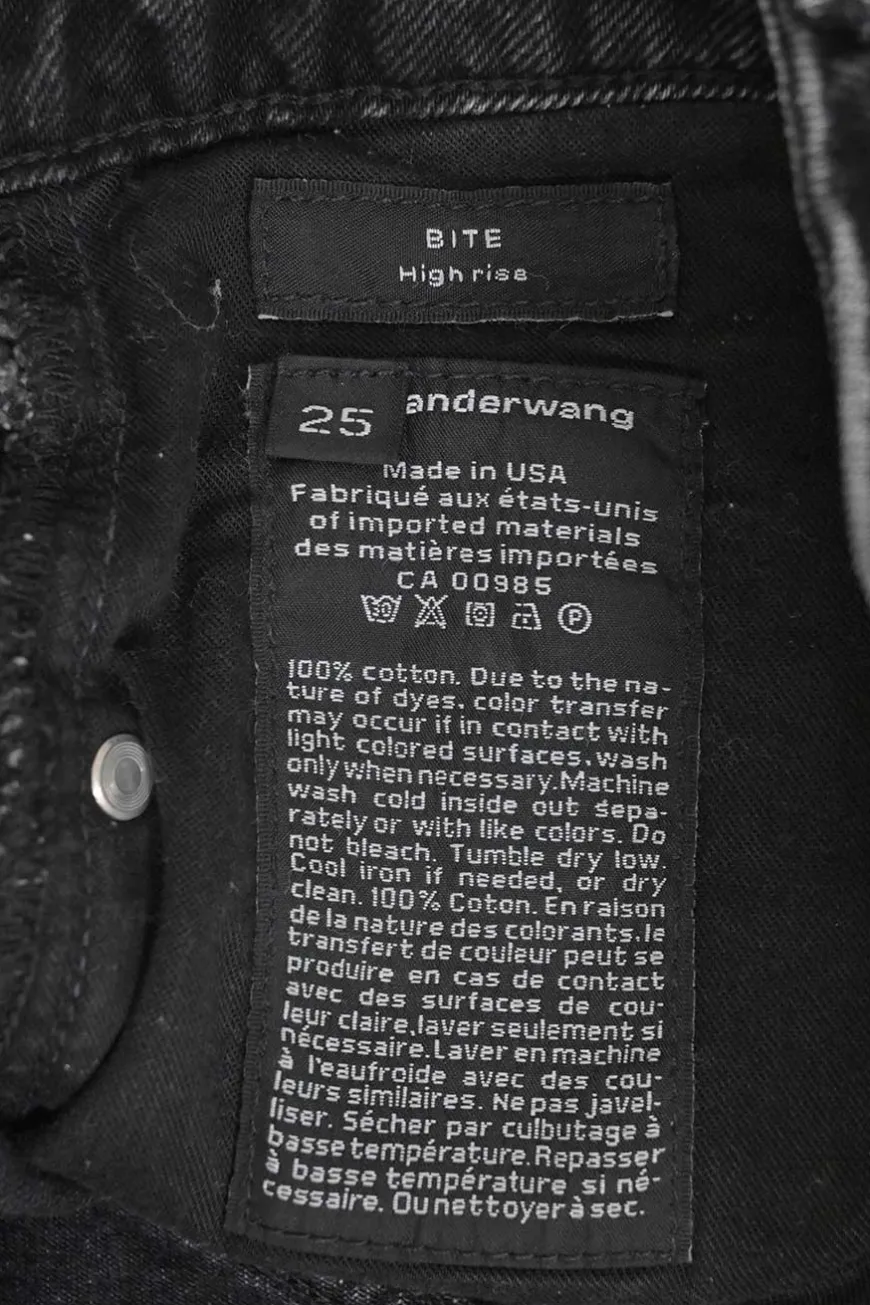 BITE
High rise
25
anderwang
Made in USA
Fabriqué aux états-unis
of imported materials
des matières importées
CA 00985
30 P
100% cotton. Due to the na-
ture of dyes, color transfer
may occur if in contact with
light colored surfaces, wash
only when necessary. Machine
wash cold inside out sepa-
rately or with like colors. Do
not bleach. Tumble dry low.
Cool iron if needed, or dry
clean. 100% Coton. En raison
de la nature des colorants, le
transfert de couleur peut se
produire en cas de contact
avec des surfaces de cou-
leur claire, laver seulement si
nécessaire. Laver en machine
à l'eaufroide avec des cou-
leurs similaires. Ne pas javel-
liser. Sécher par culbutage à
basse température. Repasser
à basse température si né-
cessaire. Ou nettoyer à sec.